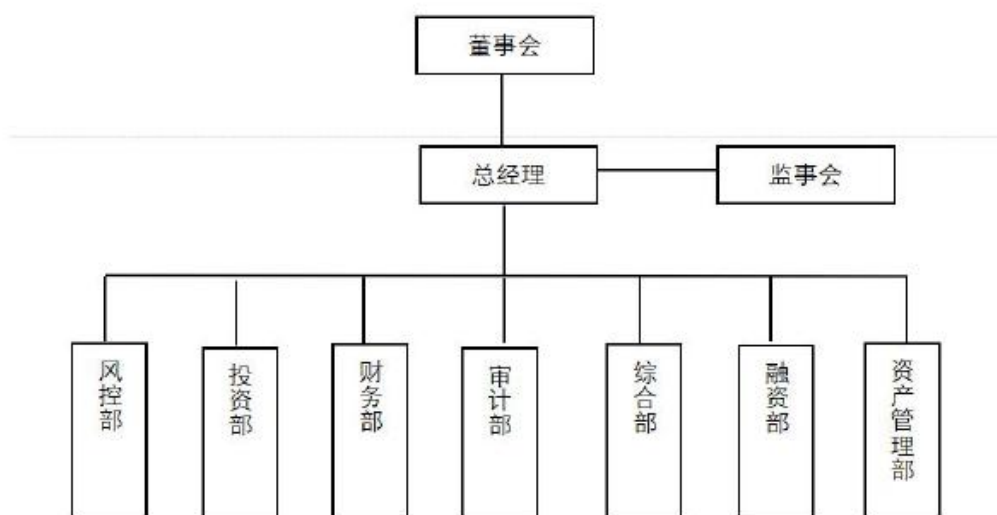 董事会
总经理
监事会
风控部
投资部
财务部
审计部
综合部
融资部
资产管理部